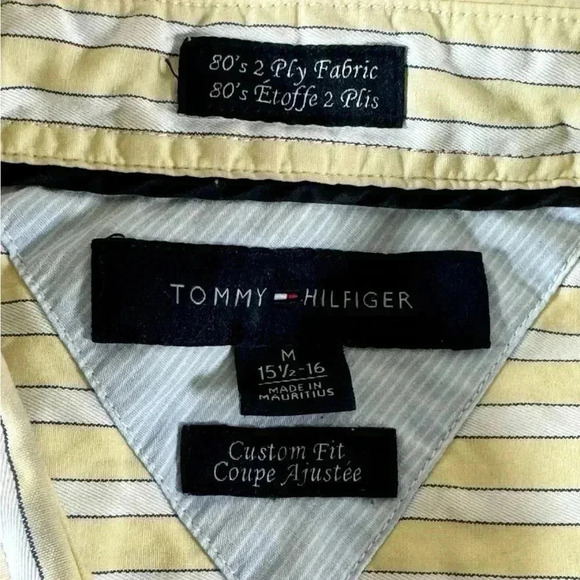 80's 2 Ply Fabric
80's Étoffe 2 Plis
TOMMY HILFIGER
M
15½-16
MADE IN
MAURITIUS
Custom Fit
Coupe Ajustée